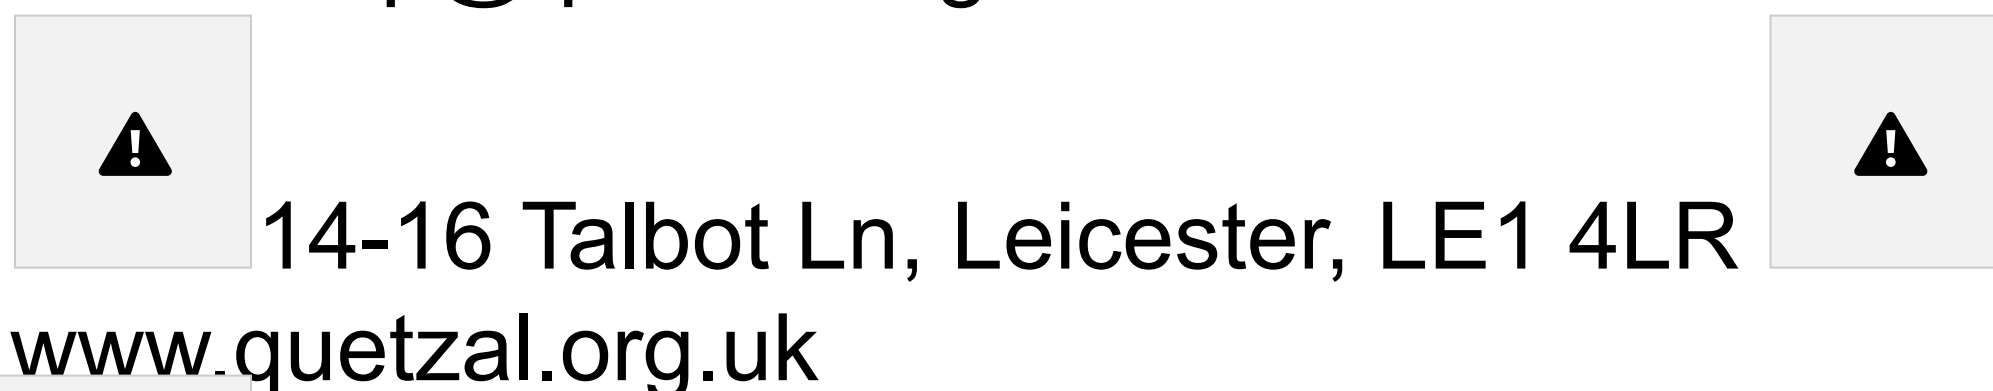 14-16 Talbot Ln, Leicester, LE1 4LR
www.quetzal.org.uk